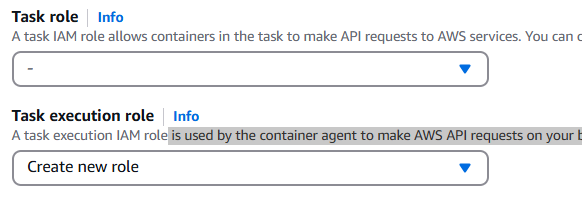 Task role Info
A task IAM role allows containers in the task to make API requests to AWS services. You can
-
Task execution role Info
A task execution IAM role is used by the container agent to make AWS API requests on your
Create new role